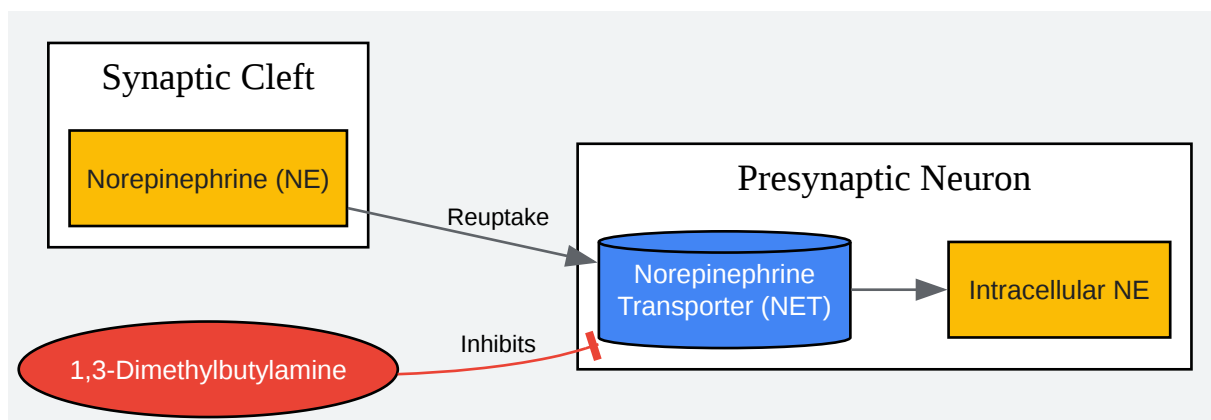 Synaptic Cleft
Norepinephrine (NE)
Presynaptic Neuron
Reuptake
Norepinephrine
Transporter (NET)
Intracellular NE
Inhibits
1,3-Dimethylbutylamine